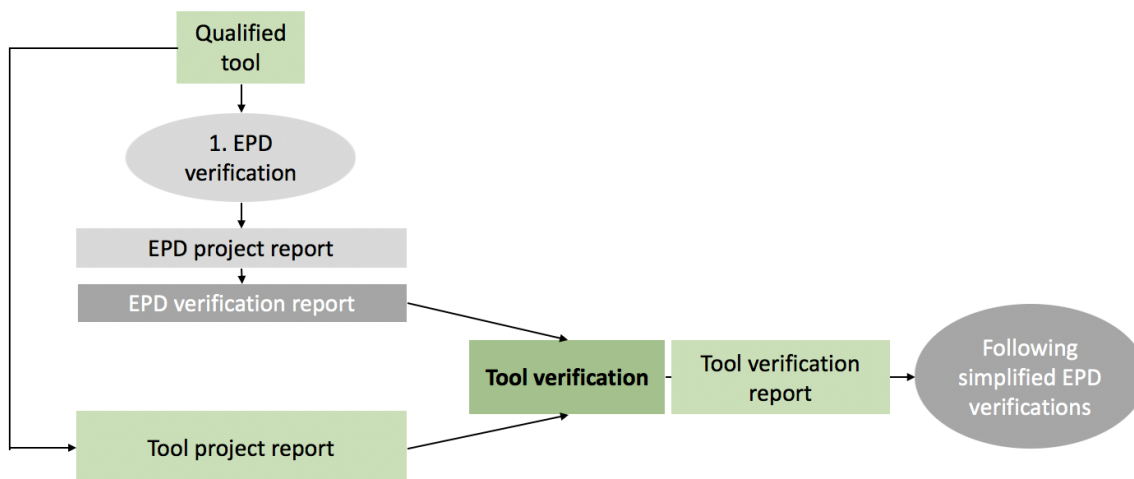 Qualified
tool
1. EPD
verification
EPD project report
EPD verification report
Tool verification
Tool verification
report
Following
simplified EPD
verifications
Tool project report